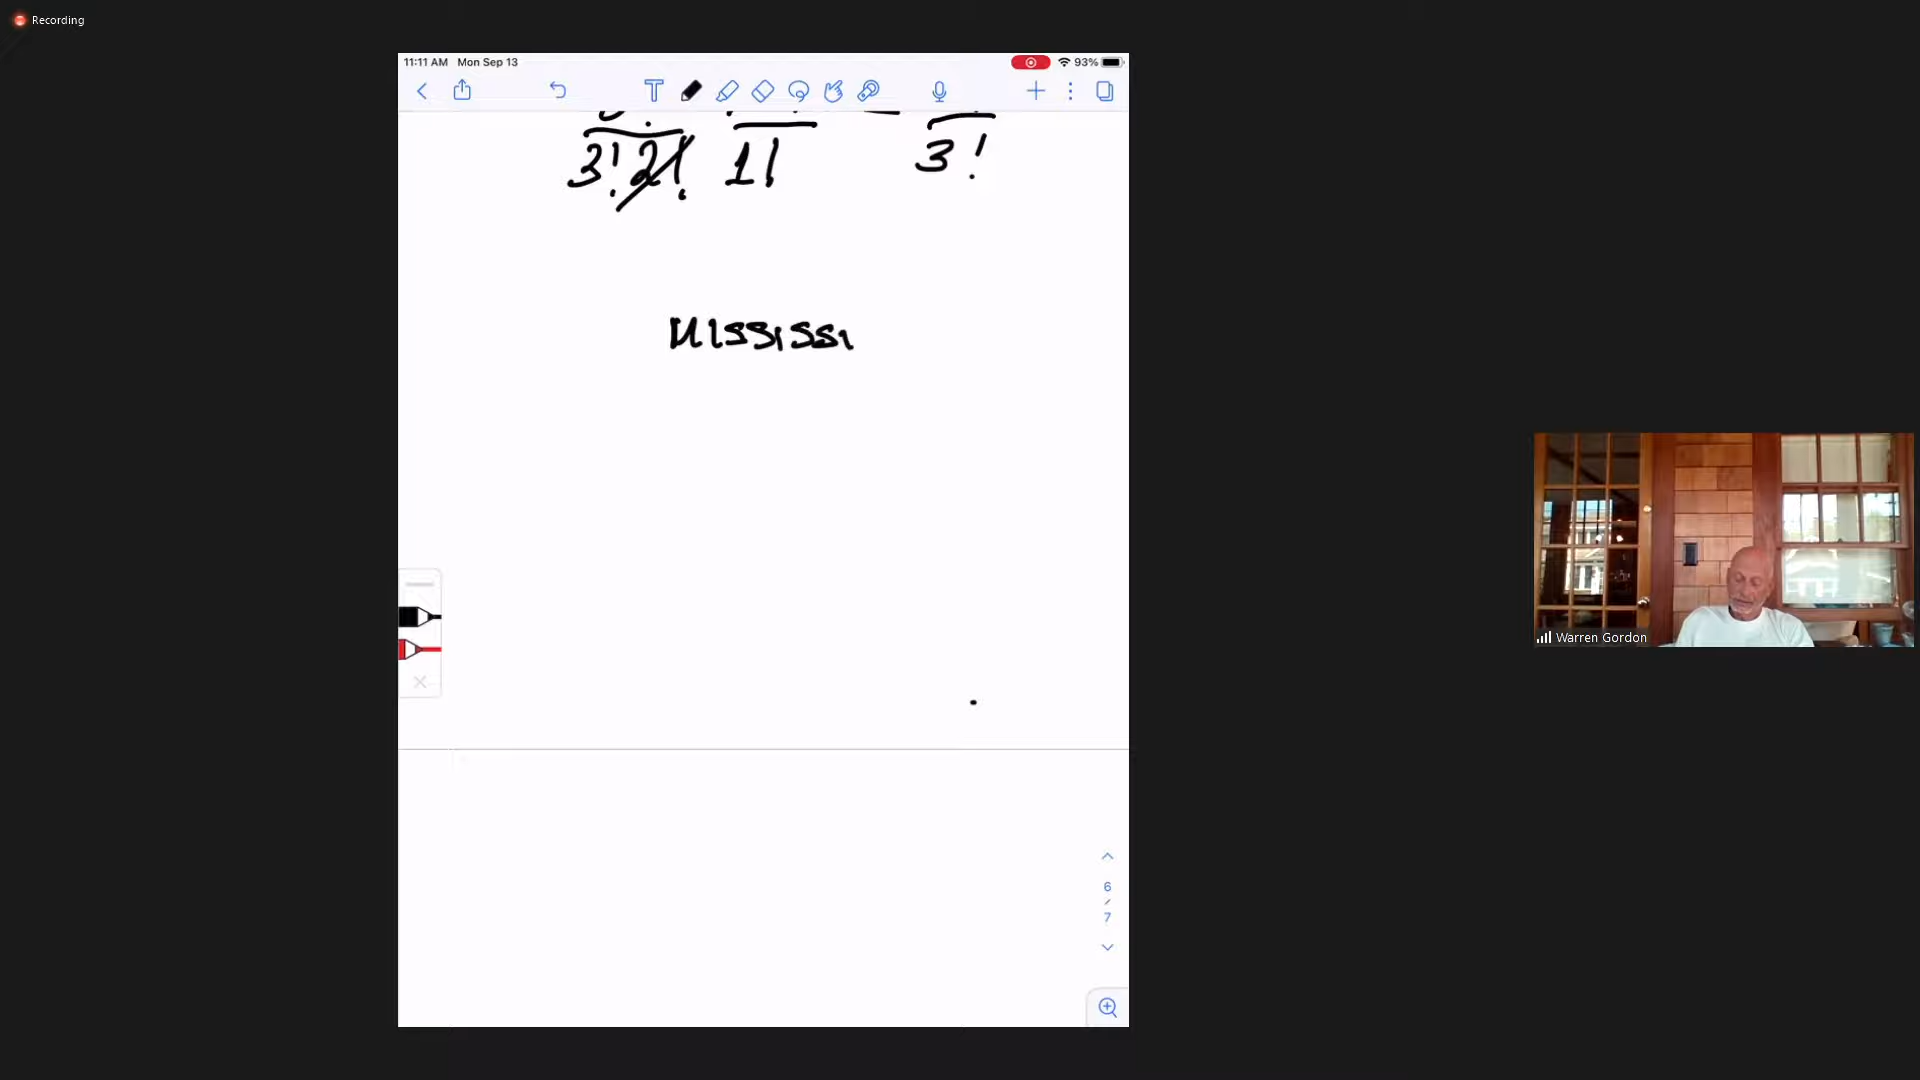 Recording
11:11 AM Mon Sep 13
93%
3! 2! 1!
3!
MISSISSI
Warren Gordon
6
7